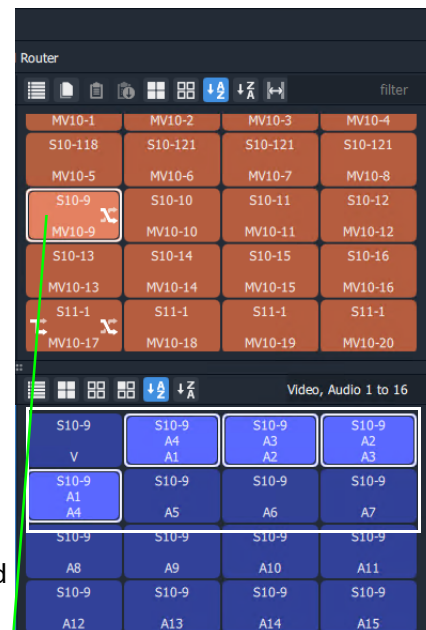 Router
filter
MV10-1 MV10-2 MV10-3 MV10-4
S10-118 S10-121 S10-121 S10-121
MV10-5 MV10-6 MV10-7 MV10-8
S10-9 S10-10 S10-11 S10-12
MV10-9 MV10-10 MV10-11 MV10-12
S10-13 S10-14 S10-15 S10-16
MV10-13 MV10-14 MV10-15 MV10-16
S11-1 S11-1 S11-1 S11-1
MV10-17 MV10-18 MV10-19 MV10-20
Video, Audio 1 to 16
S10-9 S10-9 S10-9 S10-9
A4 A3 A2
V A1 A2 A3
S10-9 S10-9 S10-9 S10-9
A1
A4 A5 A6 A7
S10-9 S10-9 S10-9 S10-9
A8 A9 A10 A11
S10-9 S10-9 S10-9 S10-9
A12 A13 A14 A15